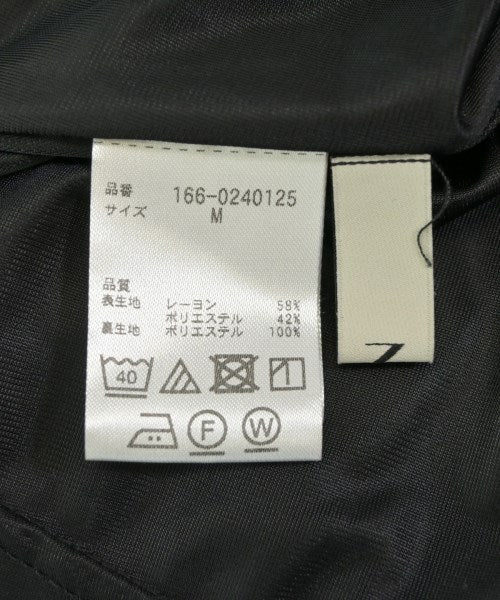 品番 166-0240125
サイズ M
品質
表生地 レーヨン 58%
ポリエステル 42%
裏生地 ポリエステル 100%
40
F W